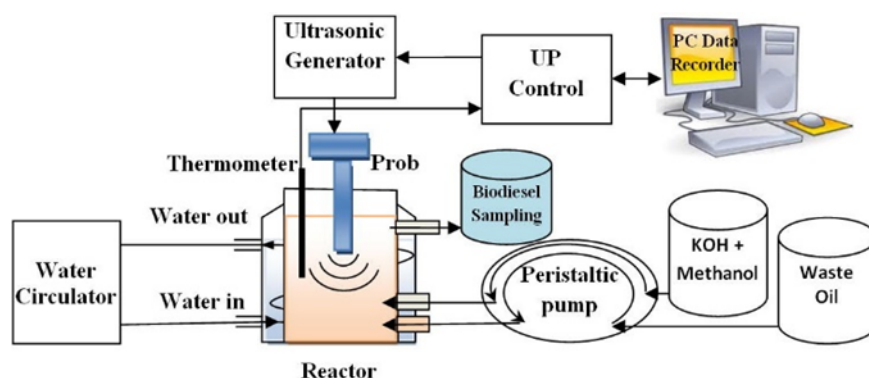 Ultrasonic
Generator
UP
Control
PC Data
Recorder
Thermometer
Prob
Biodiesel
Sampling
Water out
Water
Circulator
Water in
Peristaltic
pump
KOH +
Methanol
Waste
Oil
Reactor